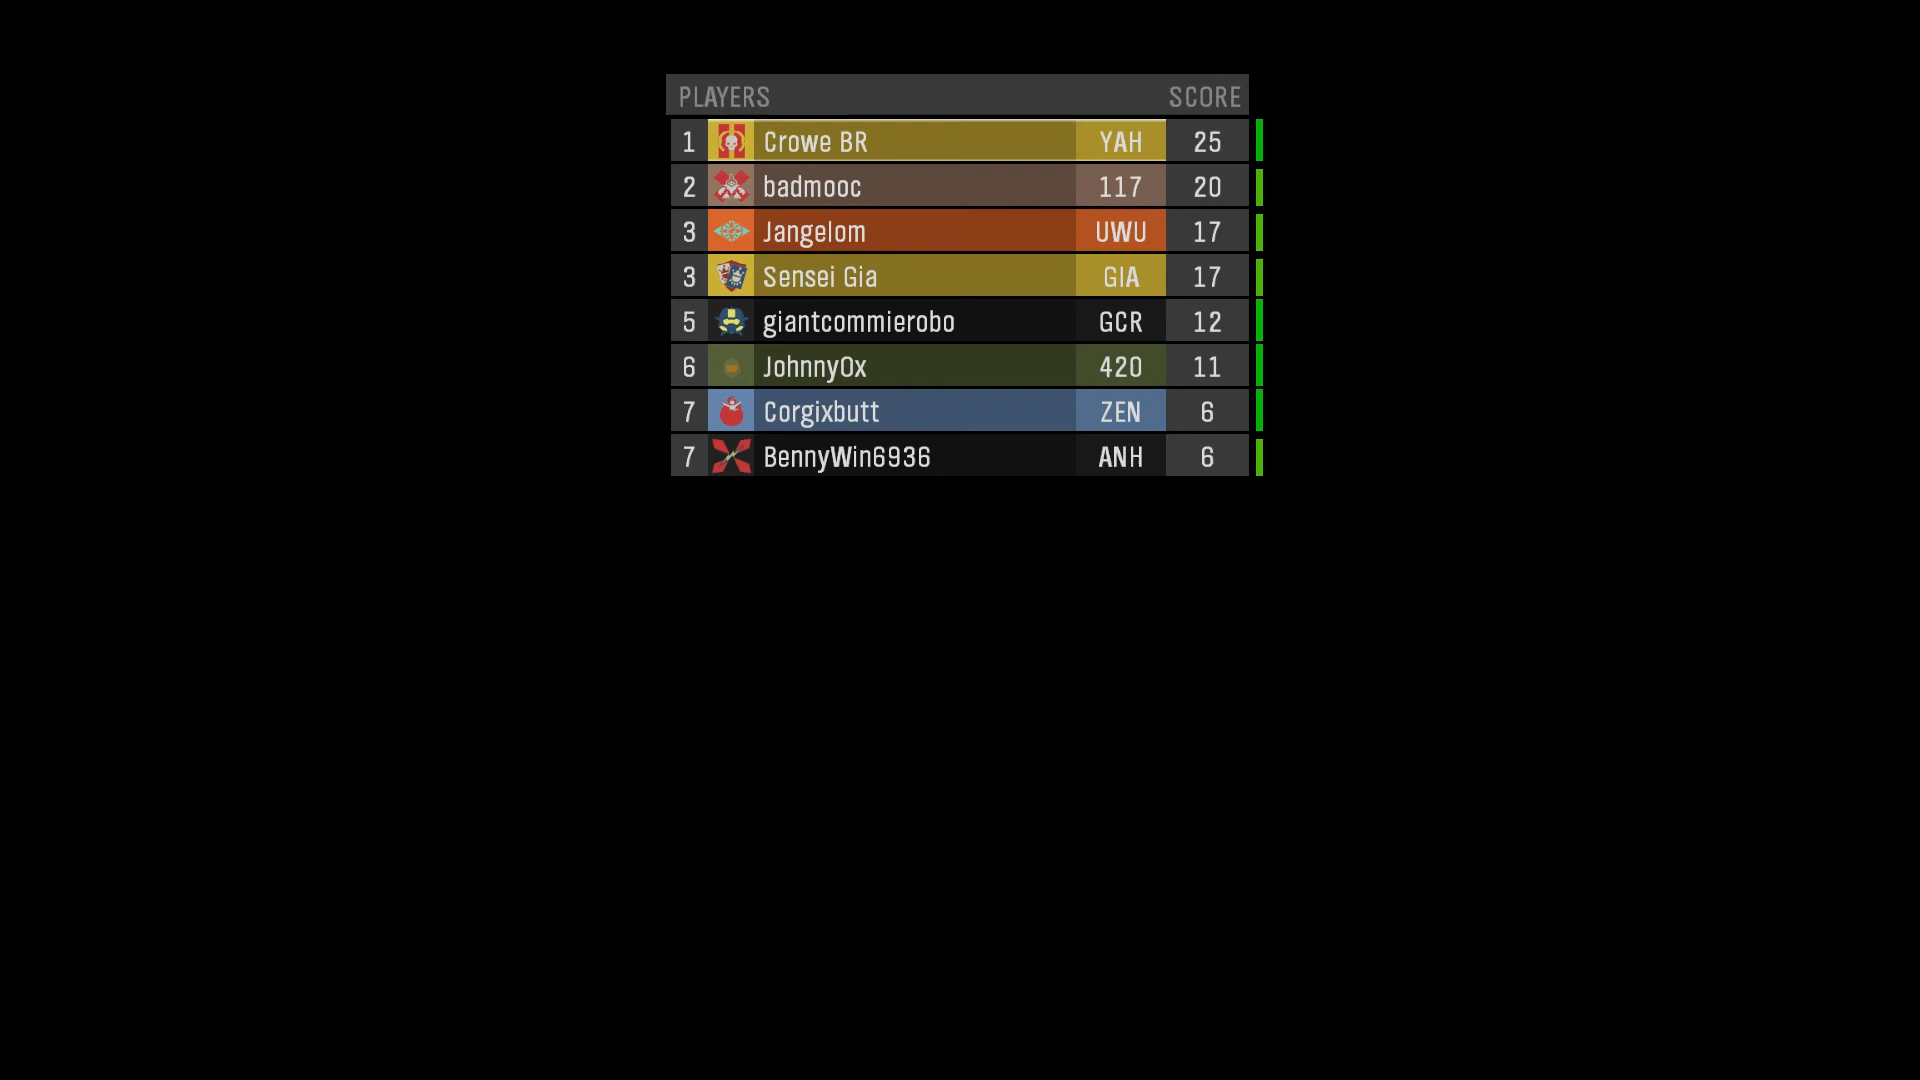 PLAYERS SCORE
1 Crowe BR YAH 25
2 badmooc 117 20
3 Jangelom UWU 17
3 Sensei Gia GIA 17
5 giantcommierobo GCR 12
6 JohnnyOx 420 11
7 Corgixbutt ZEN 6
7 BennyWin6936 ANH 6